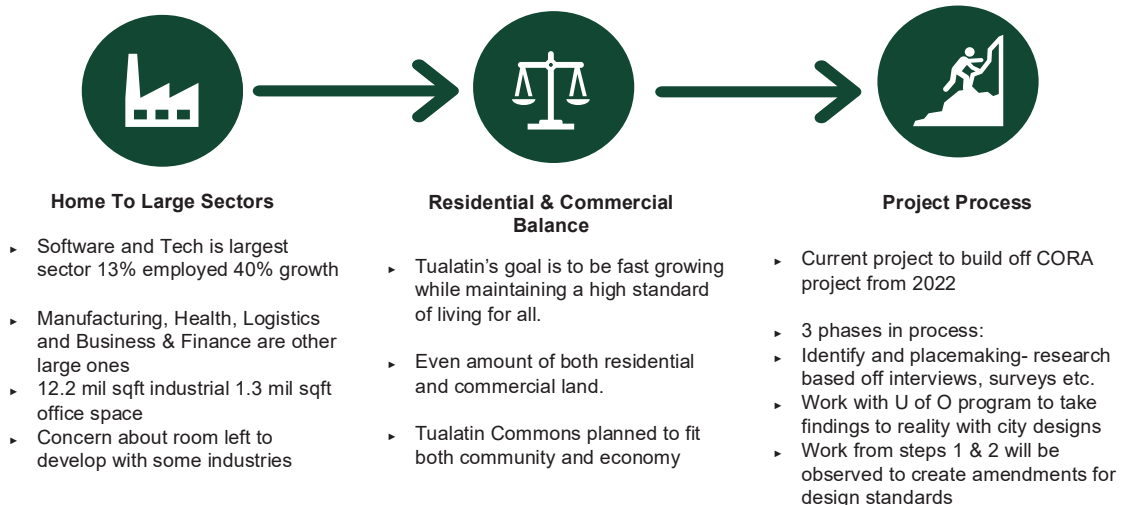 Home To Large Sectors
▸ Software and Tech is largest
sector 13% employed 40% growth
▸ Manufacturing, Health, Logistics
and Business & Finance are other
large ones
▸ 12.2 mil sqft industrial 1.3 mil sqft
office space
▸ Concern about room left to
develop with some industries
Residential & Commercial
Balance
▸ Tualatin’s goal is to be fast growing
while maintaining a high standard
of living for all.
▸ Even amount of both residential
and commercial land.
▸ Tualatin Commons planned to fit
both community and economy
Project Process
▸ Current project to build off CORA
project from 2022
▸ 3 phases in process:
▸ Identify and placemaking- research
based off interviews, surveys etc.
▸ Work with U of O program to take
findings to reality with city designs
▸ Work from steps 1 & 2 will be
observed to create amendments for
design standards